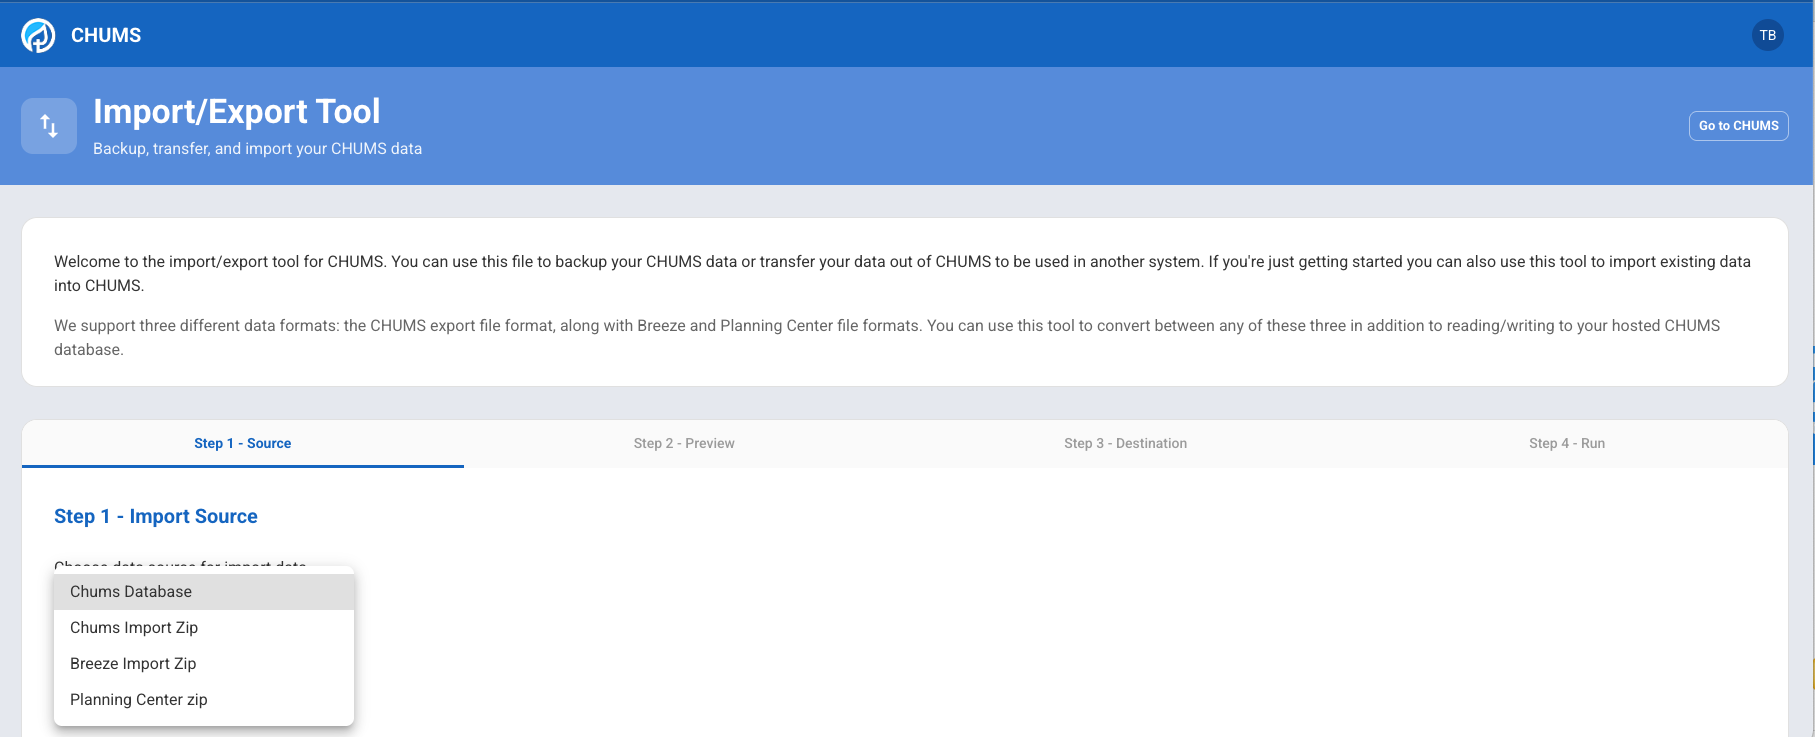 CHUMS
TB
Import/Export Tool
Backup, transfer, and import your CHUMS data
Go to CHUMS
Welcome to the import/export tool for CHUMS. You can use this file to backup your CHUMS data or transfer your data out of CHUMS to be used in another system. If you're just getting started you can also use this tool to import existing data
into CHUMS.
We support three different data formats: the CHUMS export file format, along with Breeze and Planning Center file formats. You can use this tool to convert between any of these three in addition to reading/writing to your hosted CHUMS
database.
Step 1 - Source
Step 2 - Preview
Step 3 - Destination
Step 4 - Run
Step 1 - Import Source
Choose data source for import data
Chums Database
Chums Import Zip
Breeze Import Zip
Planning Center zip